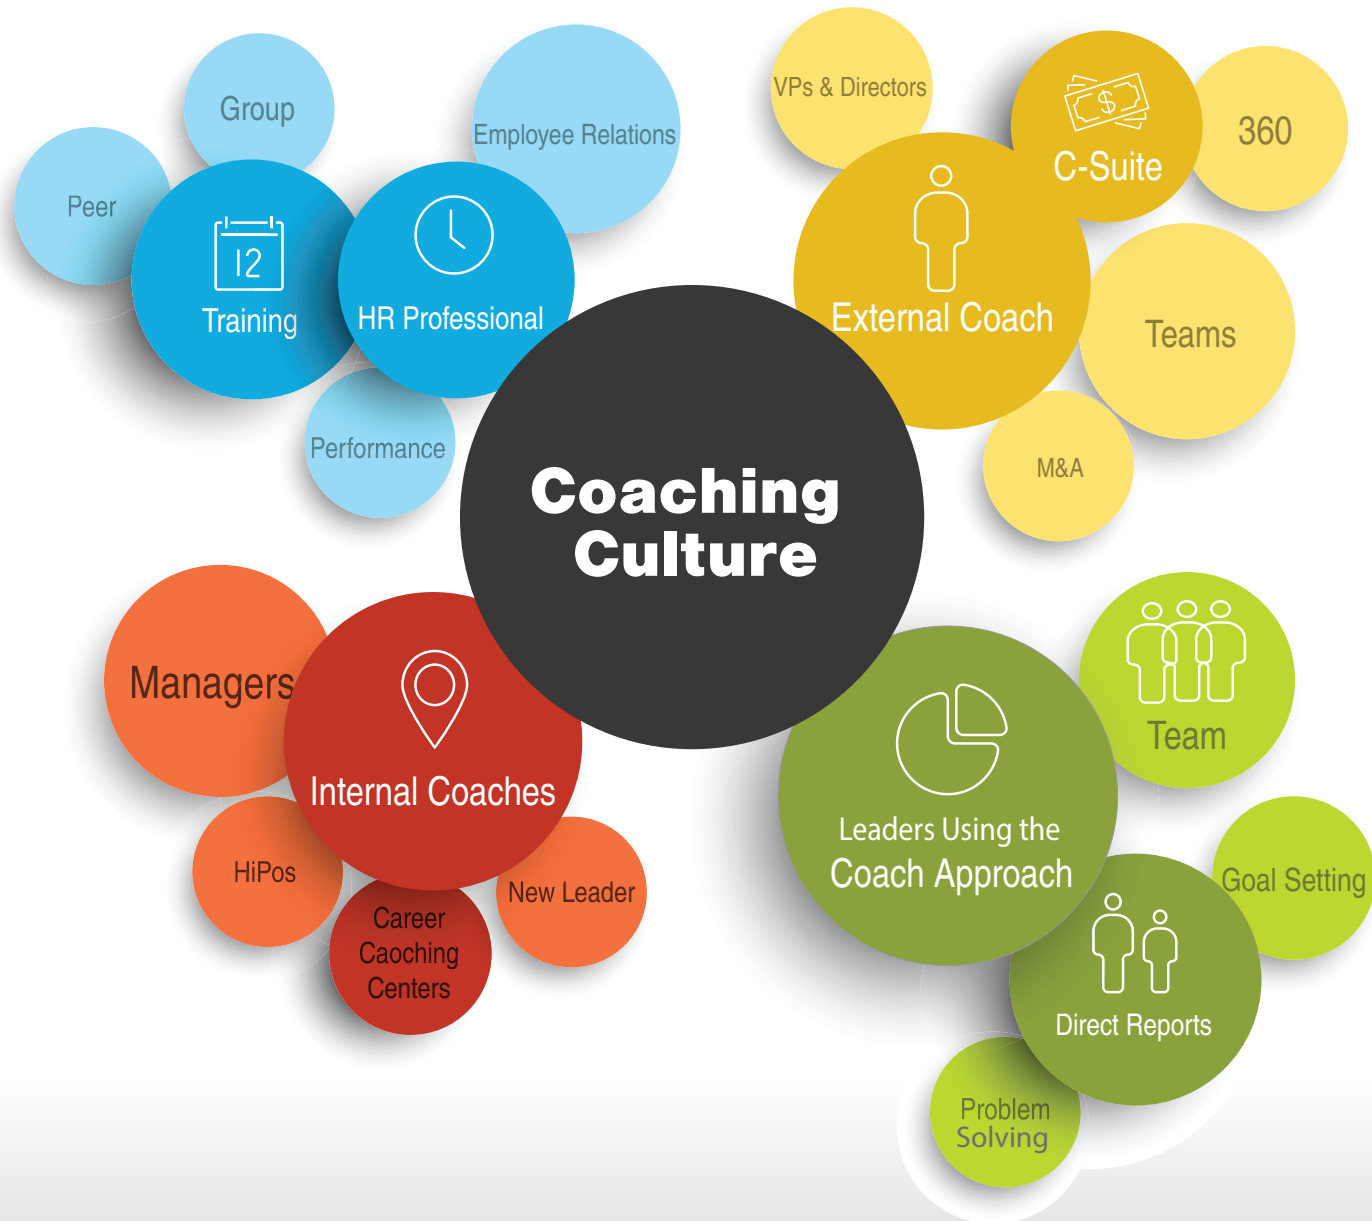 Group
Peer
Employee Relations
12
Training
HR Professional
Performance
VPs & Directors
$
C-Suite
360
External Coach
Teams
M&A
Coaching
Culture
Managers
Internal Coaches
HiPos
New Leader
Career
Caoching
Centers
Team
Leaders Using the
Coach Approach
Goal Setting
Direct Reports
Problem
Solving